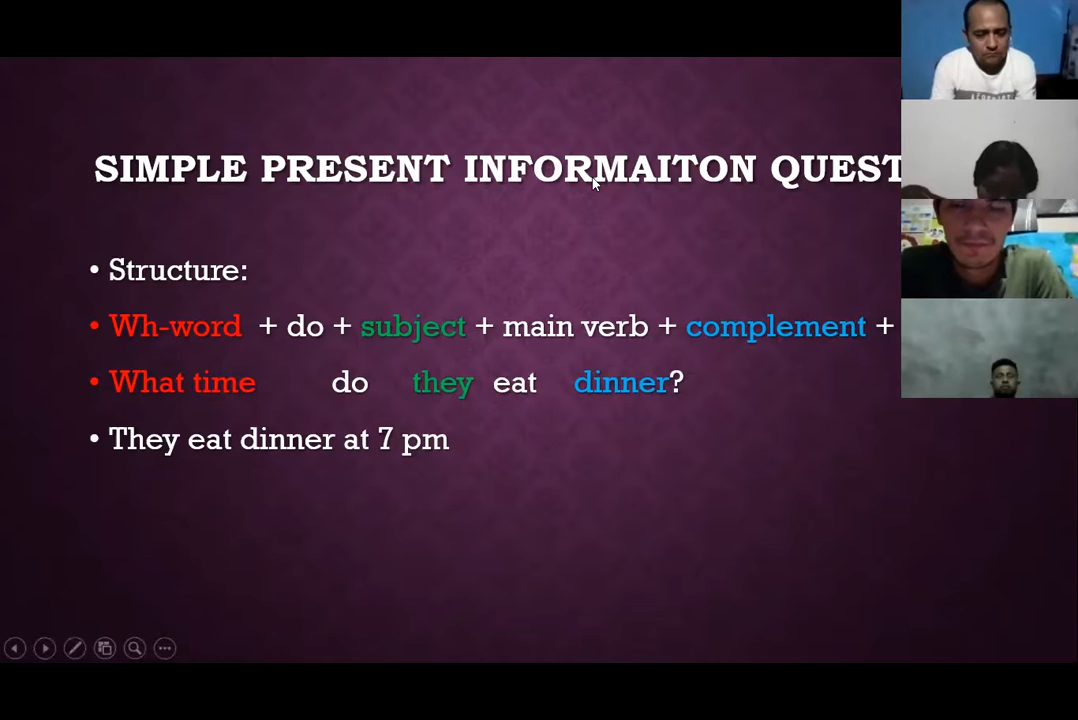 SIMPLE PRESENT INFORMAITON QUEST
• Structure:
• Wh-word + do + subject + main verb + complement +
• What time do they eat dinner?
• They eat dinner at 7 pm